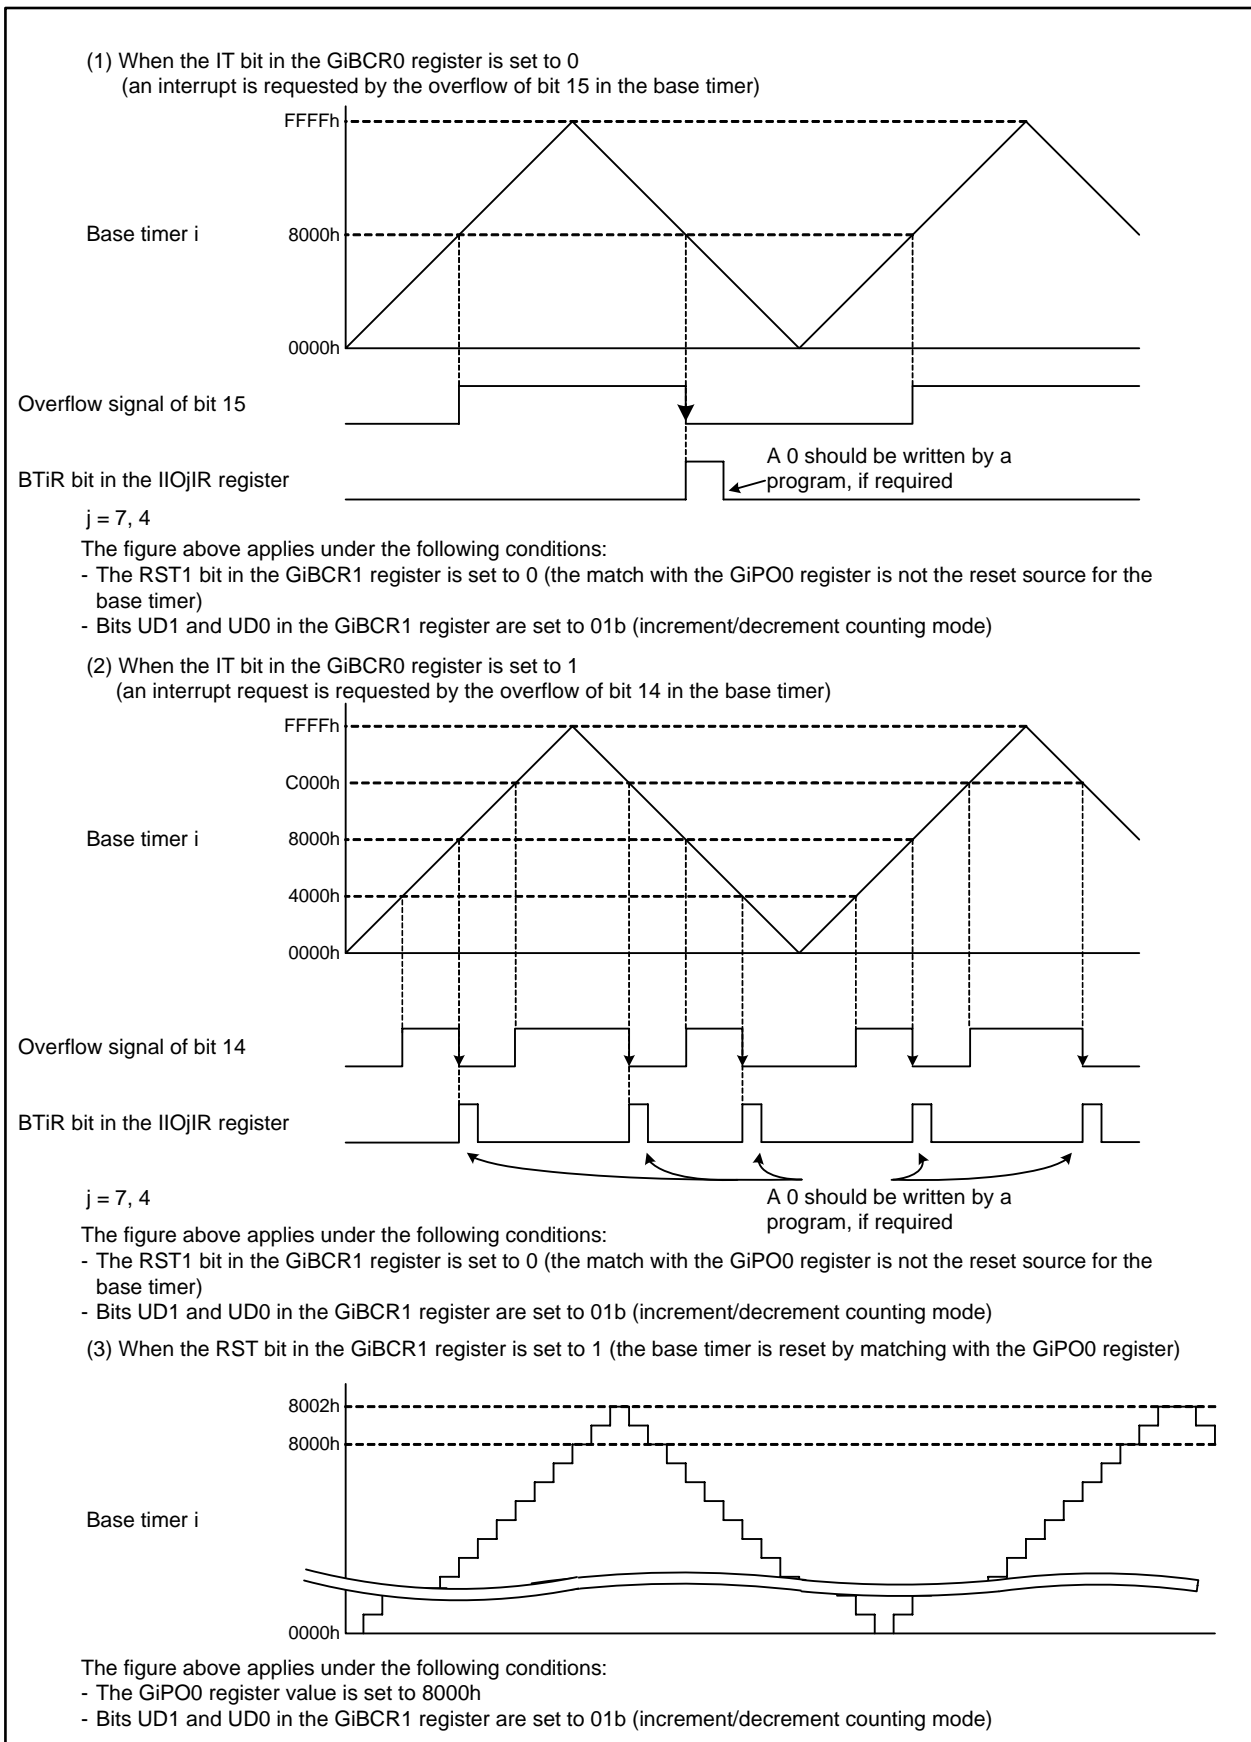 (1) When the IT bit in the GiBCR0 register is set to 0
(an interrupt is requested by the overflow of bit 15 in the base timer)
FFFFh
Base timer i
8000h
0000h
Overflow signal of bit 15
A 0 should be written by a
program, if required
BTiR bit in the IIOjIR register
j = 7, 4
The figure above applies under the following conditions:
- The RST1 bit in the GiBCR1 register is set to 0 (the match with the GiPO0 register is not the reset source for the
base timer)
- Bits UD1 and UD0 in the GiBCR1 register are set to 01b (increment/decrement counting mode)
(2) When the IT bit in the GiBCR0 register is set to 1
(an interrupt request is requested by the overflow of bit 14 in the base timer)
FFFFh
C000h
Base timer i
8000h
4000h
0000h
Overflow signal of bit 14
BTiR bit in the IIOjIR register
j = 7, 4
A 0 should be written by a
program, if required
The figure above applies under the following conditions:
- The RST1 bit in the GiBCR1 register is set to 0 (the match with the GiPO0 register is not the reset source for the
base timer)
- Bits UD1 and UD0 in the GiBCR1 register are set to 01b (increment/decrement counting mode)
(3) When the RST bit in the GiBCR1 register is set to 1 (the base timer is reset by matching with the GiPO0 register)
8002h
8000h
Base timer i
0000h
The figure above applies under the following conditions:
- The GiPO0 register value is set to 8000h
- Bits UD1 and UD0 in the GiBCR1 register are set to 01b (increment/decrement counting mode)